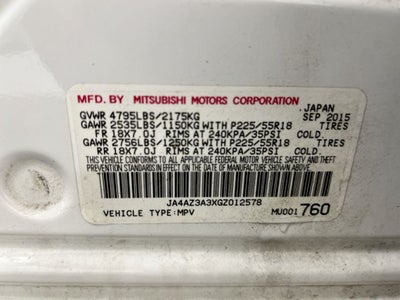 MFD. BY MITSUBISHI MOTORS CORPORATION
JAPAN
GVWR 4795LBS/2175KG SEP 2015
GAWR 2535LBS/1150KG WITH P225/55R18 TIRES
FR 18X7.0J RIMS AT 240KPA/35PSI COLD.
GAWR 2756LBS/1250KG WITH P225/55R18 TIRES
RR 18X7.0J RIMS AT 240KPA/35PSI COLD.
THIS VEHICLE CONFORMS TO ALL APPLICABLE FEDERAL MOTOR VEHICLE
SAFETY AND THEFT PREVENTION STANDARDS
IN EFFECT ON THE DATE OF MANUFACTURE SHOWN ABOVE.
JA4AZ3A3XGZ012578
VEHICLE TYPE:MPV MU001 760